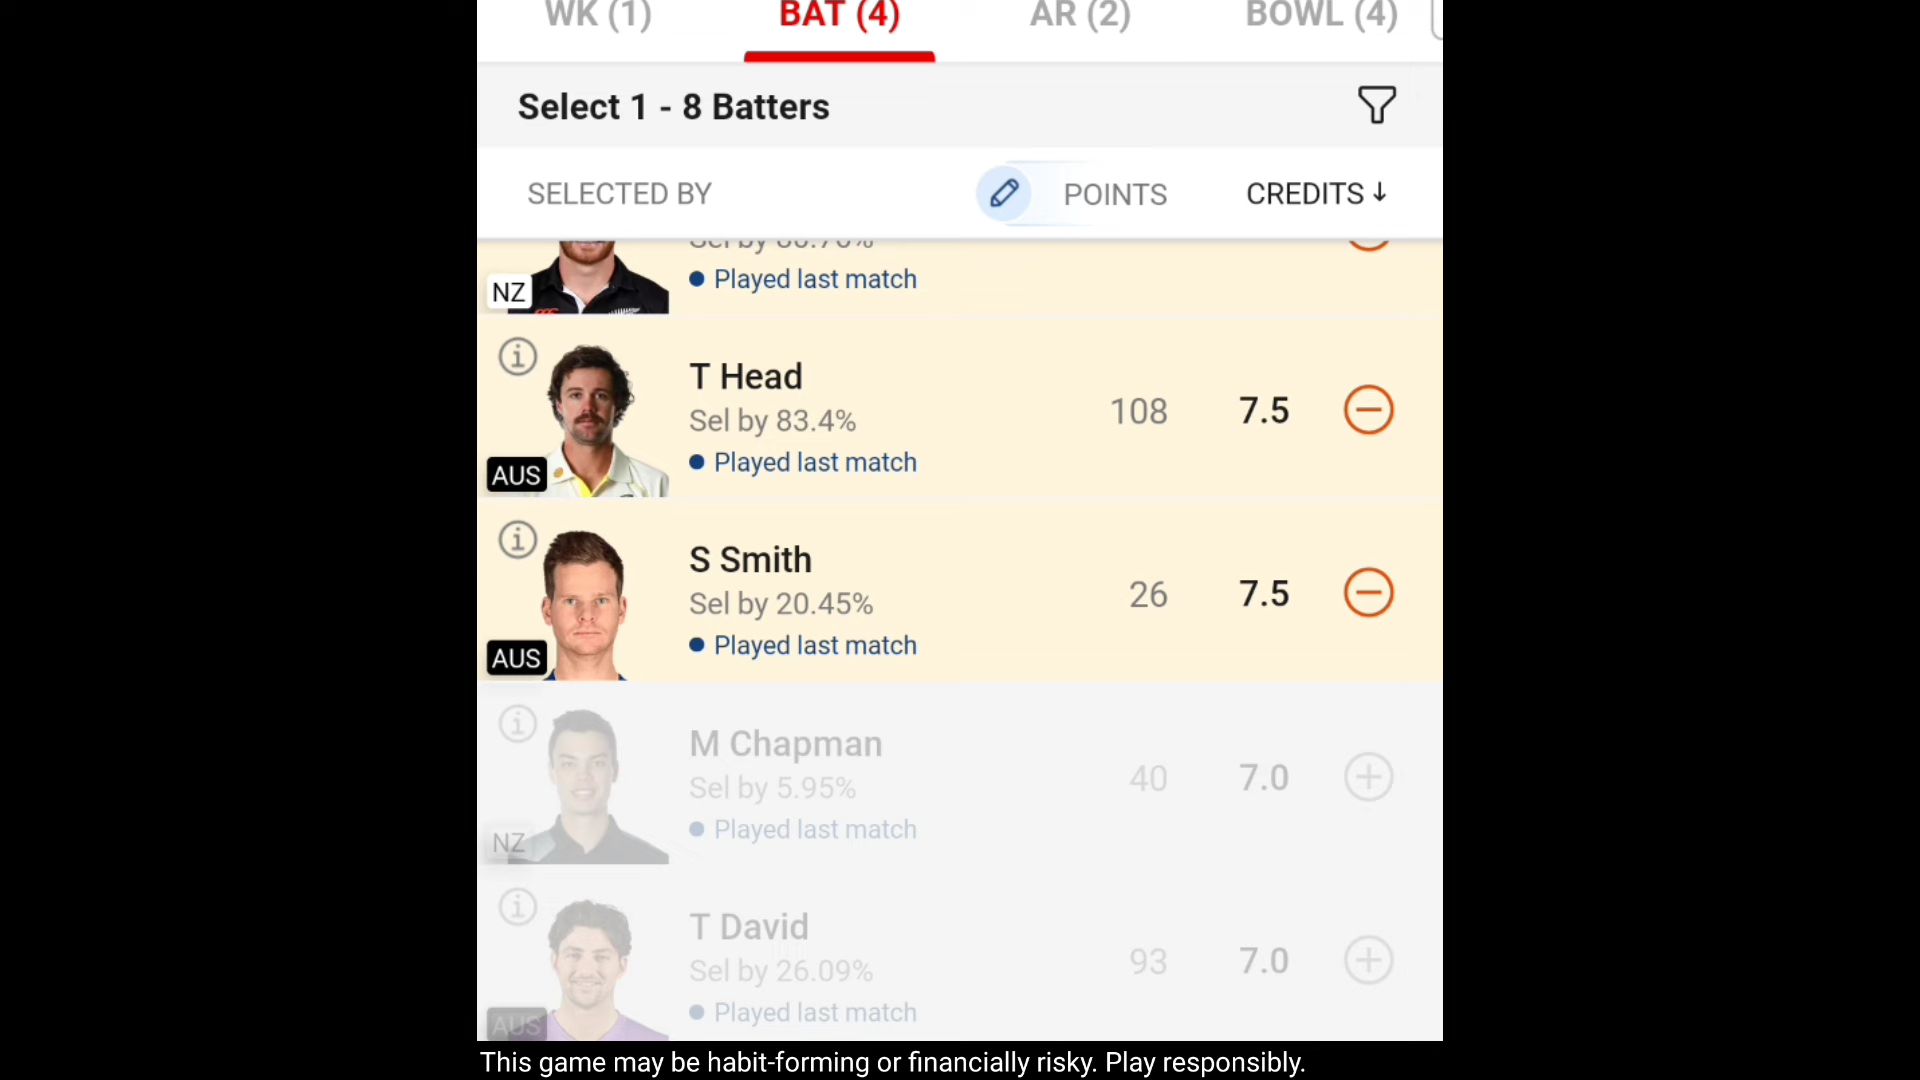 WK (1) BAT (4) AR (2) BOWL (4)
Select 1 - 8 Batters
SELECTED BY POINTS CREDITS ↓
Sel by
Played last match
NZ
T Head
Sel by 83.4% 108 7.5
Played last match
AUS
S Smith
Sel by 20.45% 26 7.5
Played last match
AUS
M Chapman
Sel by 5.95% 40 7.0
Played last match
NZ
T David
Sel by 26.09% 93 7.0
Played last match
AUS
This game may be habit-forming or financially risky. Play responsibly.